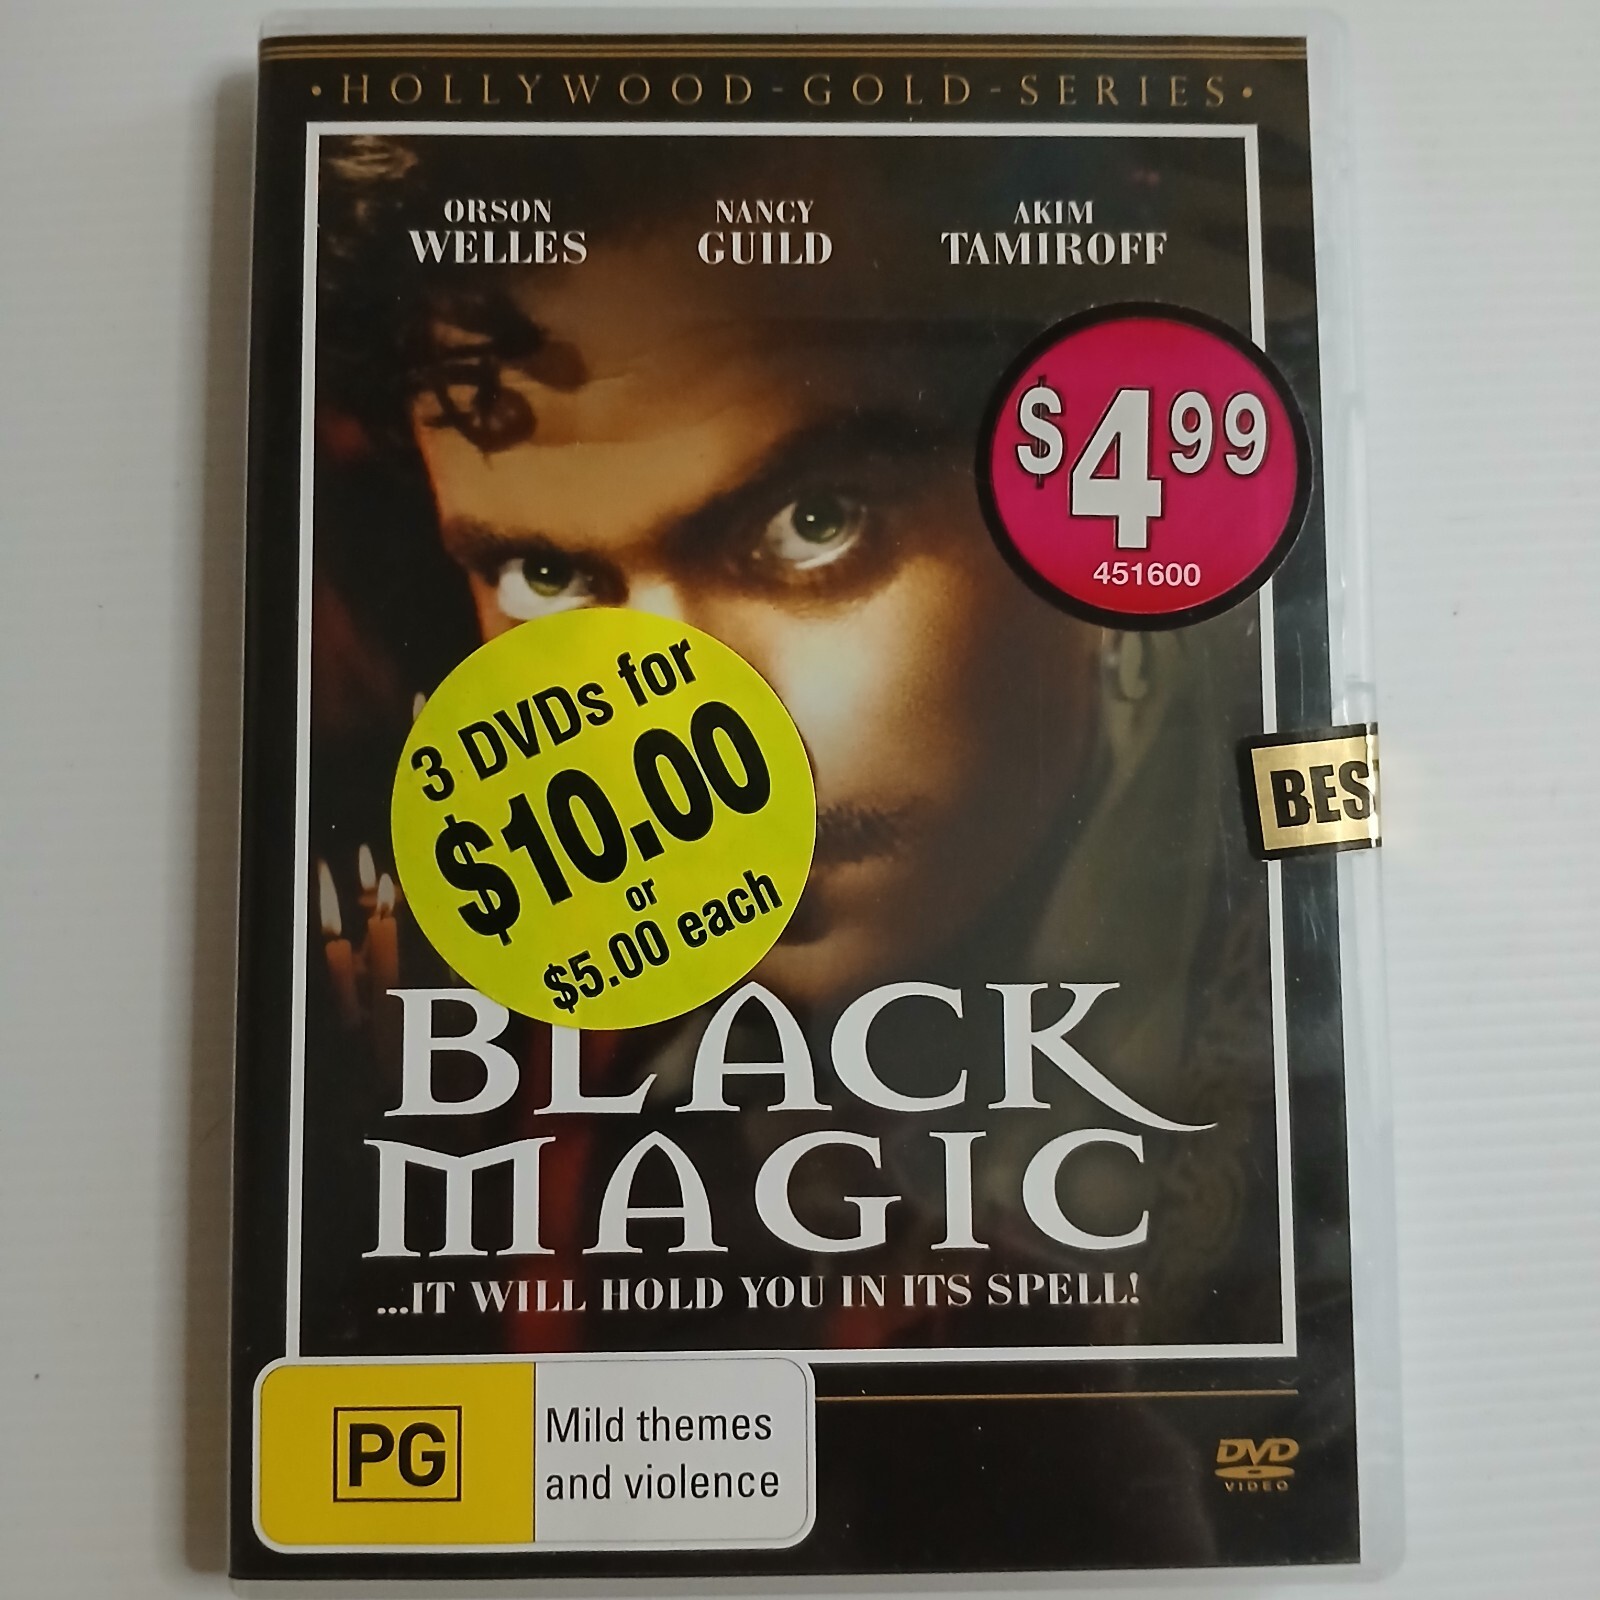 ·HOLLYWOOD-GOLD-SERIES·
ORSON WELLES
NANCY GUILD
AKIM TAMIROFF
$4 99
451600
BES
3 DVDs for
$10.00
or
$5.00 each
BLACK
MAGIC
...IT WILL HOLD YOU IN ITS SPELL!
PG
Mild themes
and violence
DVD
VIDEO